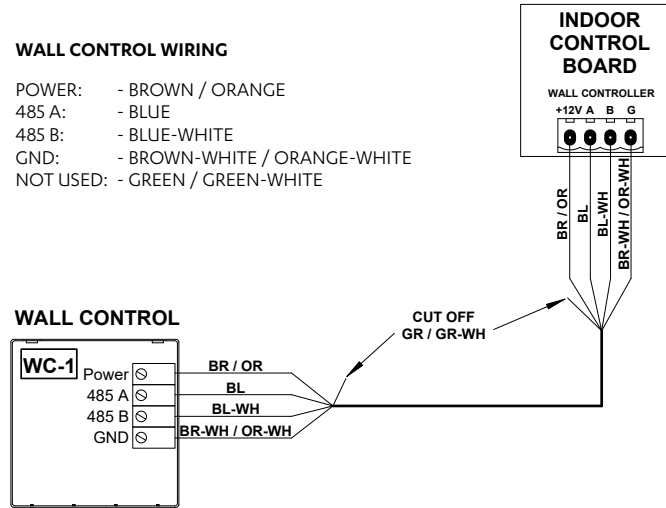 WALL CONTROL WIRING
POWER: - BROWN / ORANGE
485 A: - BLUE
485 B: - BLUE-WHITE
GND: - BROWN-WHITE / ORANGE-WHITE
NOT USED: - GREEN / GREEN-WHITE
INDOOR
CONTROL
BOARD
WALL CONTROLLER
+12V A B G
BR / OR
BL
BL-WH
BR-WH / OR-WH
CUT OFF
GR / GR-WH
WALL CONTROL
WC-1
Power
485 A
485 B
GND
BR / OR
BL
BL-WH
BR-WH / OR-WH